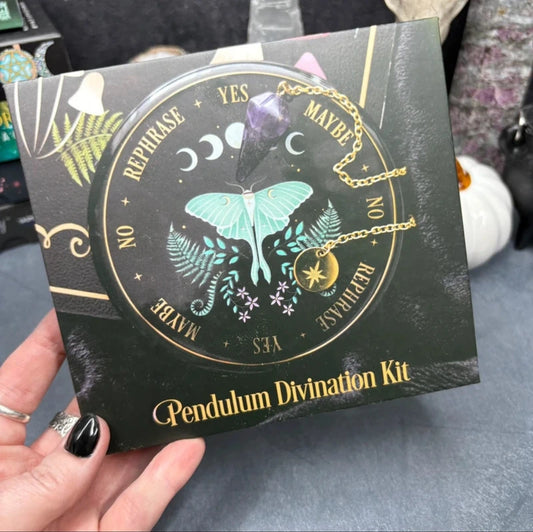 YES
MAYBE
NO
REPHRASE
YES
MAYBE
NO
REPHRASE
Pendulum Divination Kit